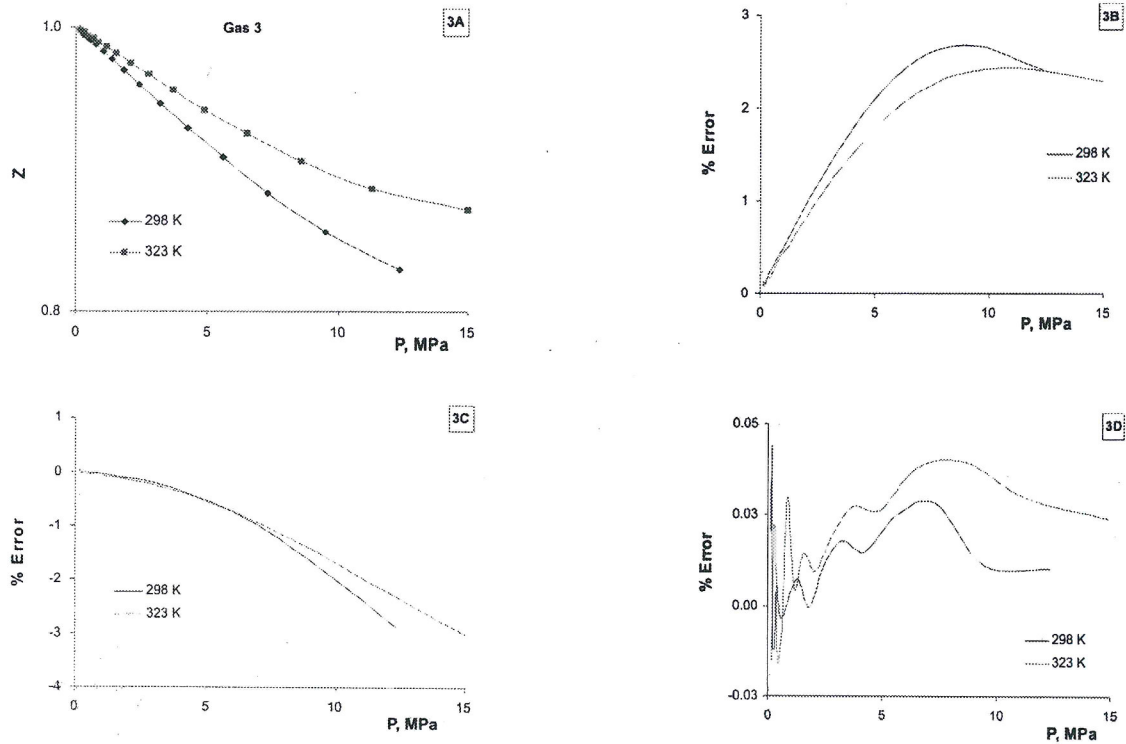 1.0
Gas 3
3A
Z
298 K
323 K
0.8
0 5 10 15
P, MPa
3B
3
2
1
0
% Error
298 K
323 K
0 5 10 15
P, MPa
3C
1
0
-1
-2
-3
-4
% Error
298 K
323 K
0 5 10 15
P, MPa
3D
0.05
0.03
0.00
-0.03
% Error
298 K
323 K
0 5 10 15
P, MPa